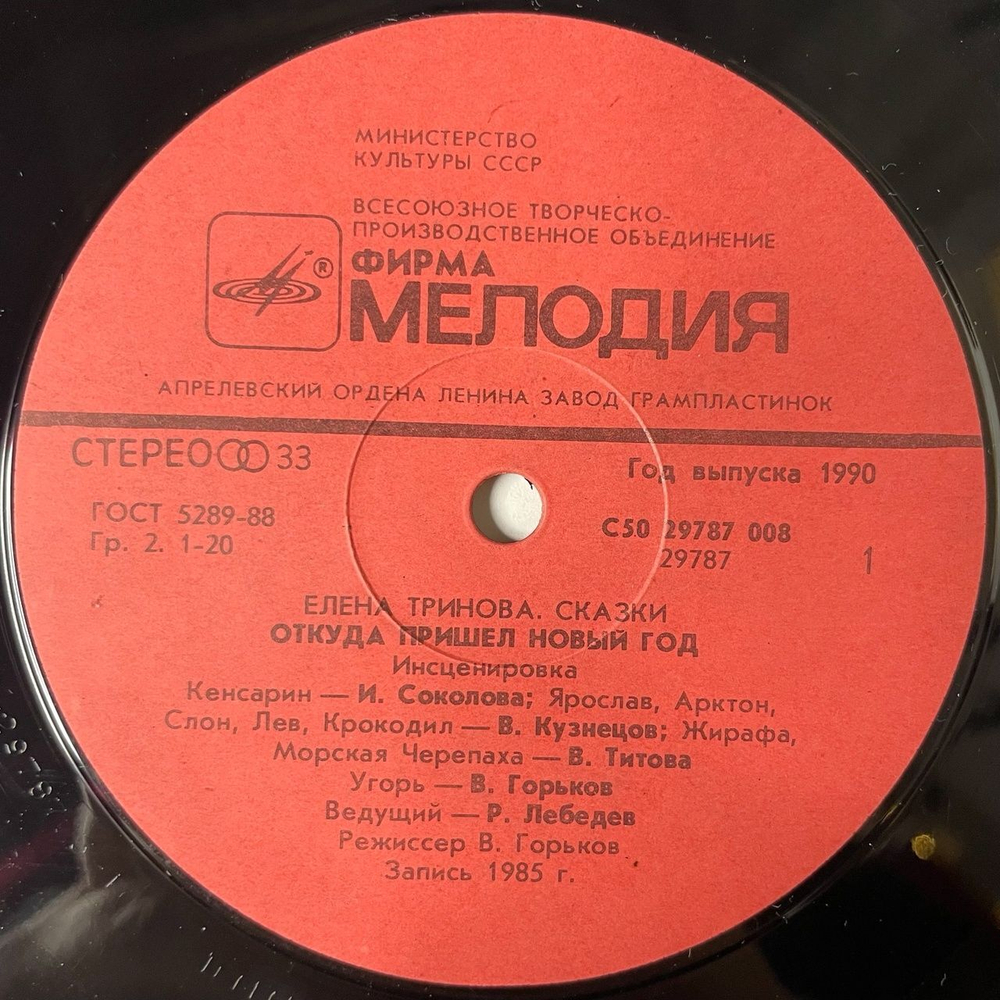 МИНИСТЕРСТВО
КУЛЬТУРЫ СССР
ВСЕСОЮЗНОЕ ТВОРЧЕСКО-
ПРОИЗВОДСТВЕННОЕ ОБЪЕДИНЕНИЕ
®
ФИРМА
МЕЛОДИЯ
АПРЕЛЕВСКИЙ ОРДЕНА ЛЕНИНА ЗАВОД ГРАМПЛАСТИНОК
СТЕРЕО 33
Год выпуска 1990
ГОСТ 5289-88
Гр. 2. 1-20
С50 29787 008
29787
1
ЕЛЕНА ТРИНОВА. СКАЗКИ
ОТКУДА ПРИШЕЛ НОВЫЙ ГОД
Инсценировка
Кенсарин — И. Соколова; Ярослав, Арктон,
Слон, Лев, Крокодил — В. Кузнецов; Жирафа,
Морская Черепаха — В. Титова
Угорь — В. Горьков
Ведущий — Р. Лебедев
Режиссер В. Горьков
Запись 1985 г.